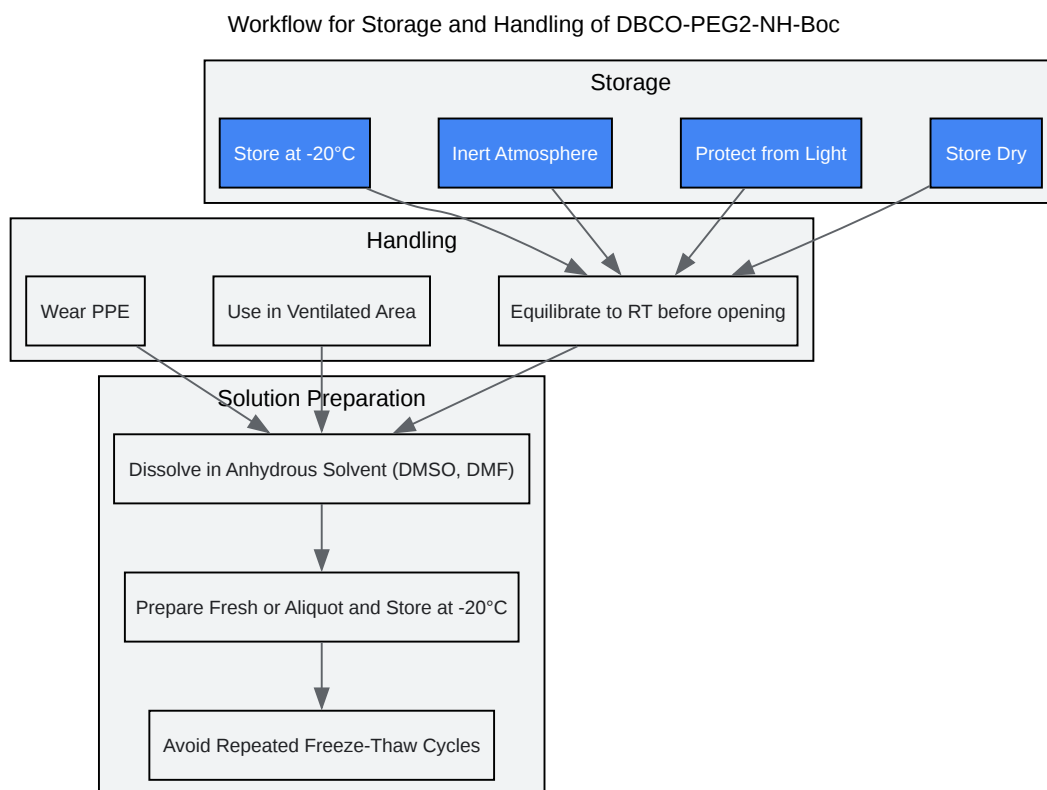 Workflow for Storage and Handling of DBCO-PEG2-NH-Boc
Storage
Store at -20°C
Inert Atmosphere
Protect from Light
Store Dry
Handling
Wear PPE
Use in Ventilated Area
Equilibrate to RT before opening
Solution Preparation
Dissolve in Anhydrous Solvent (DMSO, DMF)
Prepare Fresh or Aliquot and Store at -20°C
Avoid Repeated Freeze-Thaw Cycles